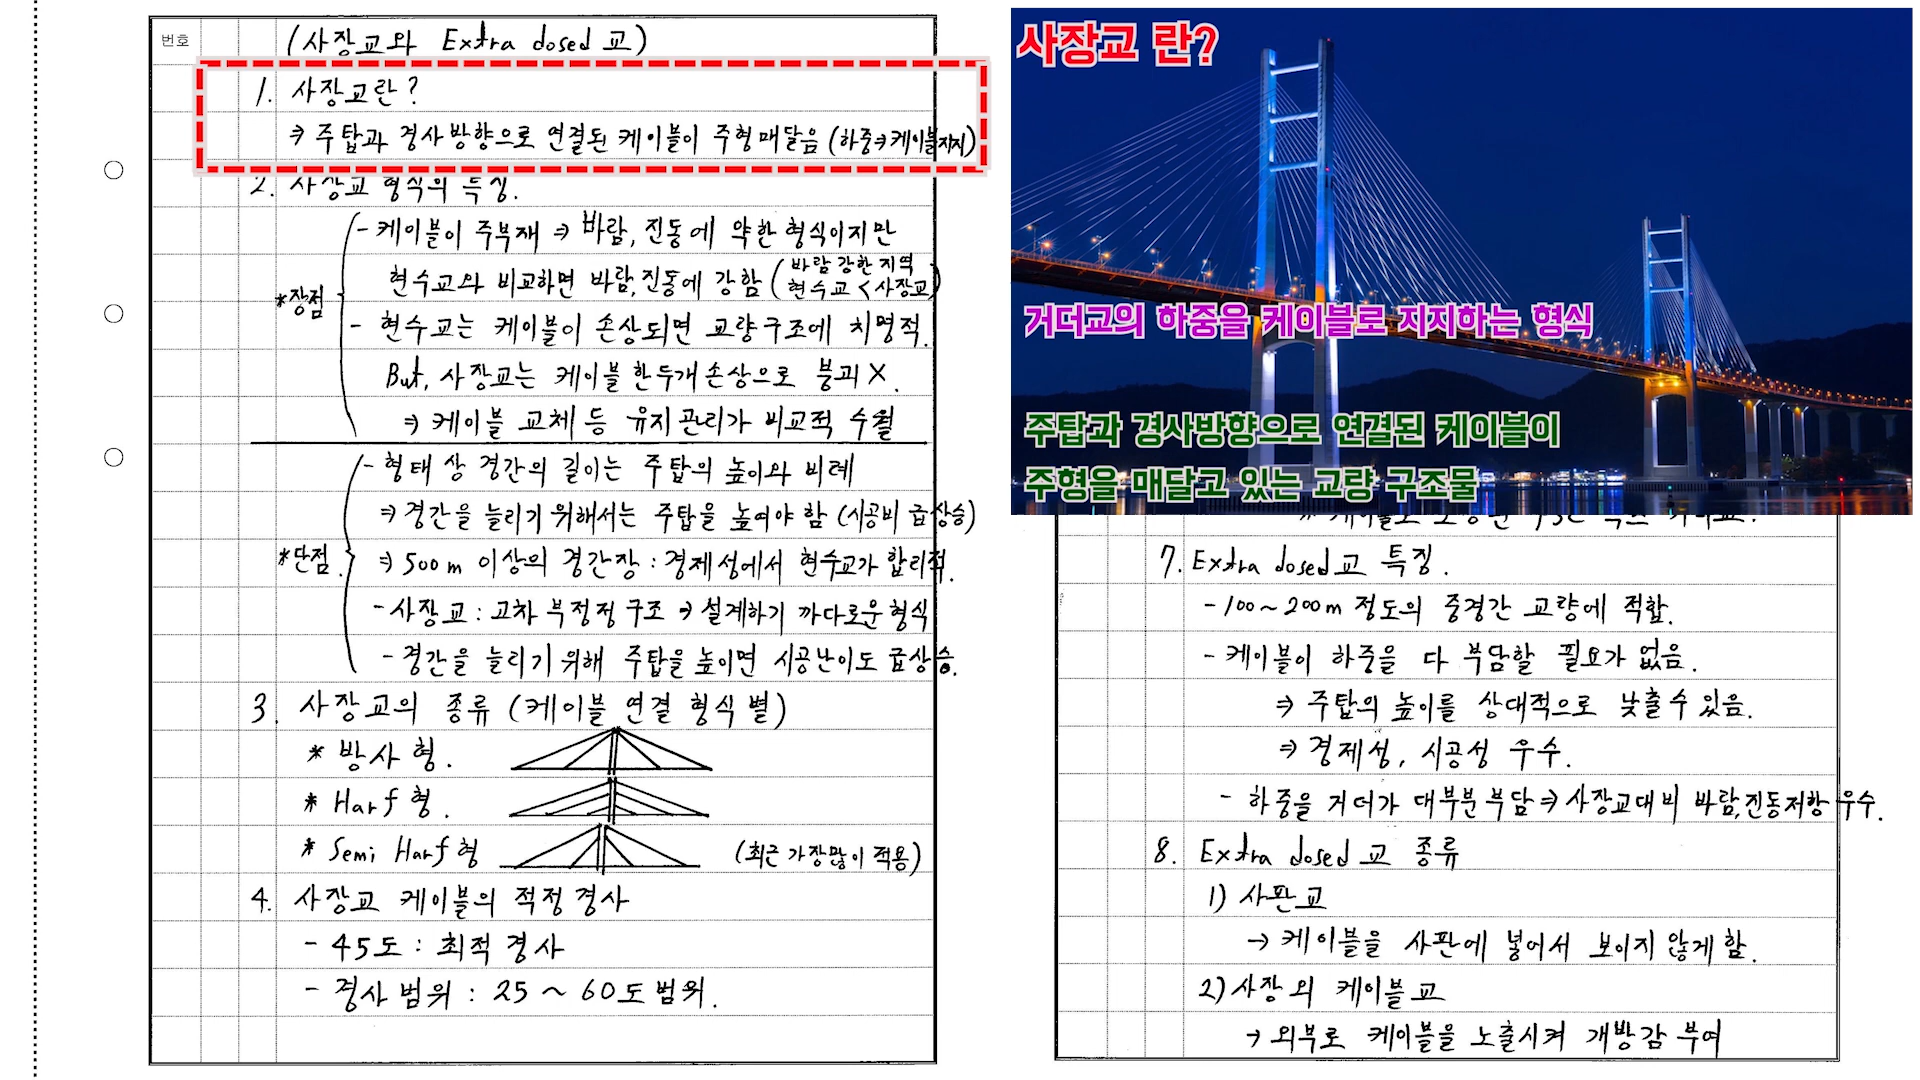 번호
(사장교와 Extra dosed 교)
1. 사장교란?
⇒ 주탑과 경사방향으로 연결된 케이블이 주형매달음 (하중⇒케이블지지)
2. 사장교 형식의 특징.
*장점
- 케이블이 주부재 ⇒ 바람, 진동에 약한 형식이지만
현수교와 비교하면 바람, 진동에 강함 (바람 강한 지역
현수교 < 사장교)
- 현수교는 케이블이 손상되면 교량구조에 치명적.
But, 사장교는 케이블 한두개 손상으로 붕괴 X.
⇒ 케이블 교체 등 유지관리가 비교적 수월
*단점.
- 형태 상 경간의 길이는 주탑의 높이와 비례
⇒ 경간을 늘리기 위해서는 주탑을 높여야 함 (시공비 급상승)
⇒ 500m 이상의 경간장 : 경제성에서 현수교가 합리적.
- 사장교 : 고차 부정정 구조 → 설계하기 까다로운 형식
- 경간을 늘리기 위해 주탑을 높이면 시공난이도 급상승.
3. 사장교의 종류 (케이블 연결 형식 별)
* 방사형.
* Harf 형.
* Semi Harf 형 (최근 가장많이 적용)
4. 사장교 케이블의 적정 경사
- 45도 : 최적 경사
- 경사 범위 : 25 ~ 60도 범위.
사장교 란?
거더교의 하중을 케이블로 지지하는 형식
주탑과 경사방향으로 연결된 케이블이
주형을 매달고 있는 교량 구조물
7. Extra dosed 교 특징.
- 100~200m 정도의 중경간 교량에 적합.
- 케이블이 하중을 다 부담할 필요가 없음.
⇒ 주탑의 높이를 상대적으로 낮출수 있음.
⇒ 경제성, 시공성 우수.
- 하중을 거더가 대부분 부담 ⇒ 사장교대비 바람,진동저항 우수.
8. Extra dosed 교 종류
1) 사판교
→ 케이블을 사판에 넣어서 보이지 않게 함.
2) 사장 외 케이블 교
→ 외부로 케이블을 노출시켜 개방감 부여